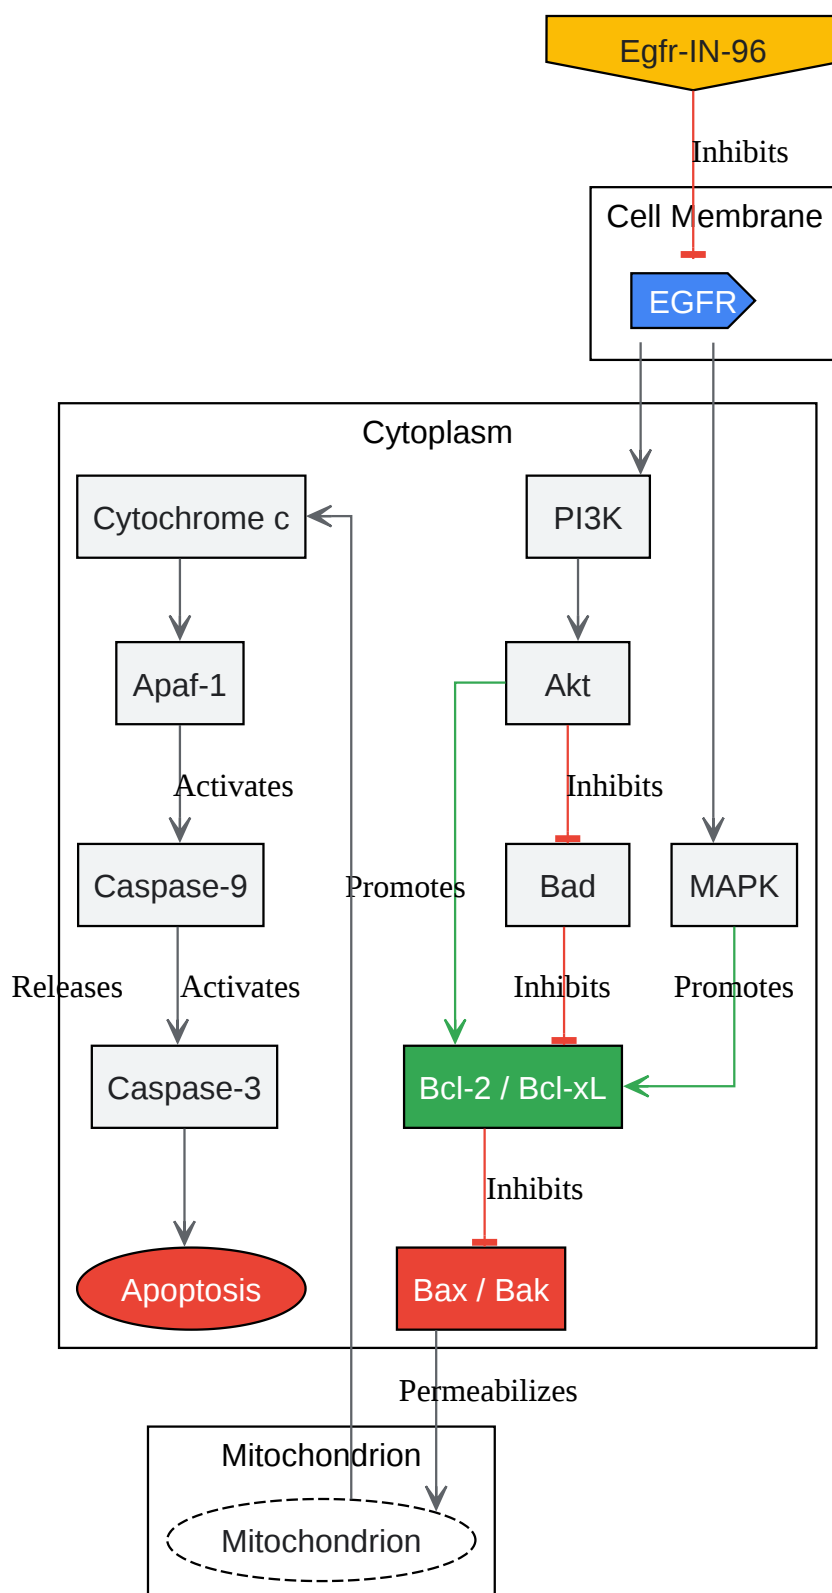 Egfr-IN-96
Inhibits
Cell Membrane
EGFR
Cytoplasm
Cytochrome c
PI3K
Apaf-1
Akt
Activates
Inhibits
Caspase-9
Promotes
Bad
MAPK
Releases
Activates
Inhibits
Promotes
Caspase-3
Bcl-2 / Bcl-xL
Inhibits
Apoptosis
Bax / Bak
Permeabilizes
Mitochondrion
Mitochondrion